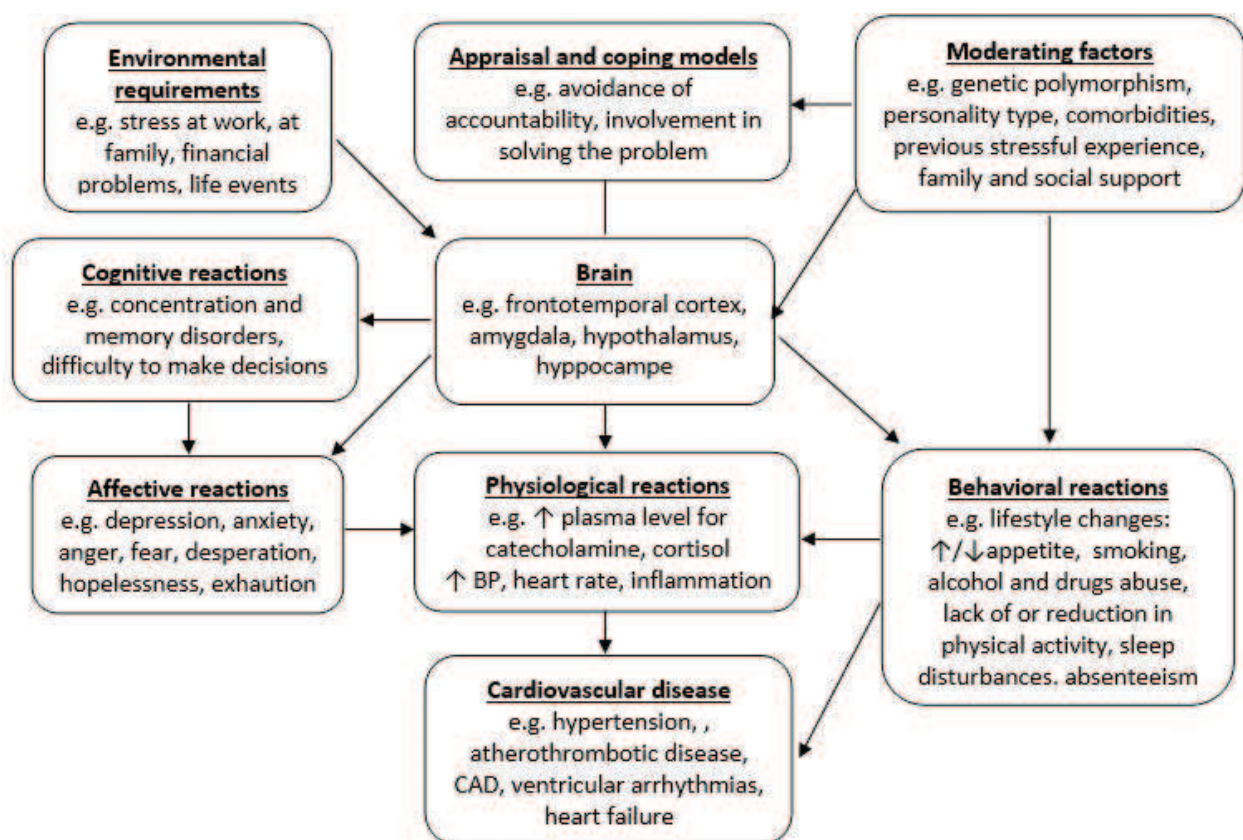 Environmental
requirements
e.g. stress at work, at
family, financial
problems, life events
Appraisal and coping models
e.g. avoidance of
accountability, involvement in
solving the problem
Moderating factors
e.g. genetic polymorphism,
personality type, comorbidities,
previous stressful experience,
family and social support
Cognitive reactions
e.g. concentration and
memory disorders,
difficulty to make decisions
Brain
e.g. frontotemporal cortex,
amygdala, hypothalamus,
hyppocampe
Affective reactions
e.g. depression, anxiety,
anger, fear, desperation,
hopelessness, exhaution
Physiological reactions
e.g. ↑ plasma level for
catecholamine, cortisol
↑ BP, heart rate, inflammation
Behavioral reactions
e.g. lifestyle changes:
↑/↓ appetite, smoking,
alcohol and drugs abuse,
lack of or reduction in
physical activity, sleep
disturbances. absenteeism
Cardiovascular disease
e.g. hypertension, ,
atherothrombotic disease,
CAD, ventricular arrhythmias,
heart failure